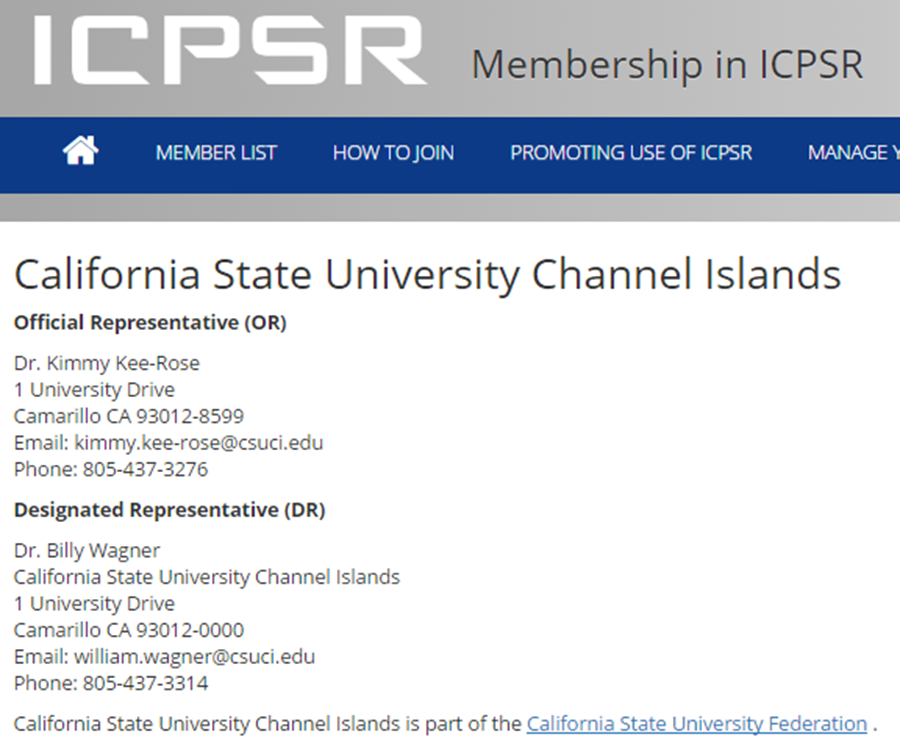 ICPSR Membership in ICPSR
MEMBER LIST HOW TO JOIN PROMOTING USE OF ICPSR MANAGE Y
California State University Channel Islands
Official Representative (OR)
Dr. Kimmy Kee-Rose
1 University Drive
Camarillo CA 93012-8599
Email: kimmy.kee-rose@csuci.edu
Phone: 805-437-3276
Designated Representative (DR)
Dr. Billy Wagner
California State University Channel Islands
1 University Drive
Camarillo CA 93012-0000
Email: william.wagner@csuci.edu
Phone: 805-437-3314
California State University Channel Islands is part of the California State University Federation .